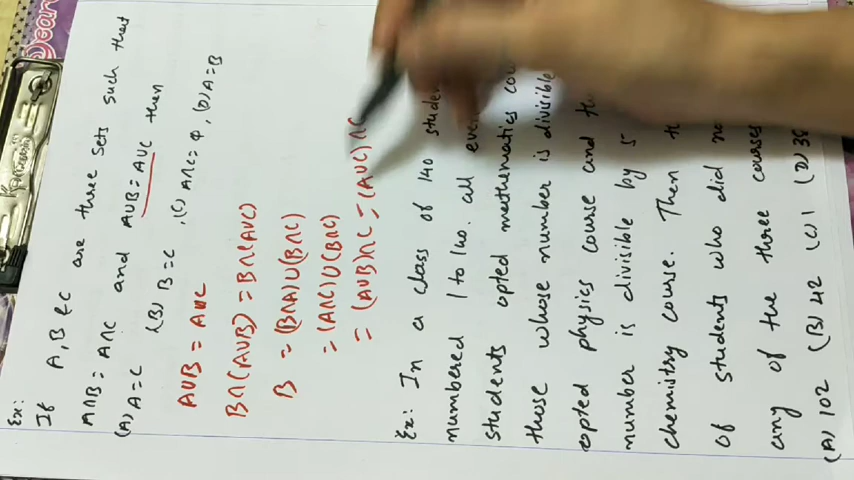 Ex:
If A, B & C are three sets such that
A∩B = A∩C and A∪B = A∪C then
(A) A = C (B) B = C , (C) A∩C = φ , (D) A = B
A∪B = A∪C
B∩(A∪B) = B∩(A∪C)
B = (B∩A)∪(B∩C)
= (A∩C)∪(B∩C)
= (A∪B)∩C = (A∪C)∩C
Ex: In a class of 140
numbered 1 to 140. all
students opted mathematics
those whose number is divisible
opted physics course and
number is divisible by 5
chemistry course. Then
of students who did
any of the three courses
(A) 102 (B) 42 (C) 1 (D) 38